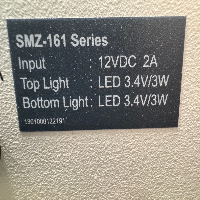 SMZ-161 Series
Input : 12VDC 2A
Top Light : LED 3.4V/3W
Bottom Light : LED 3.4V/3W